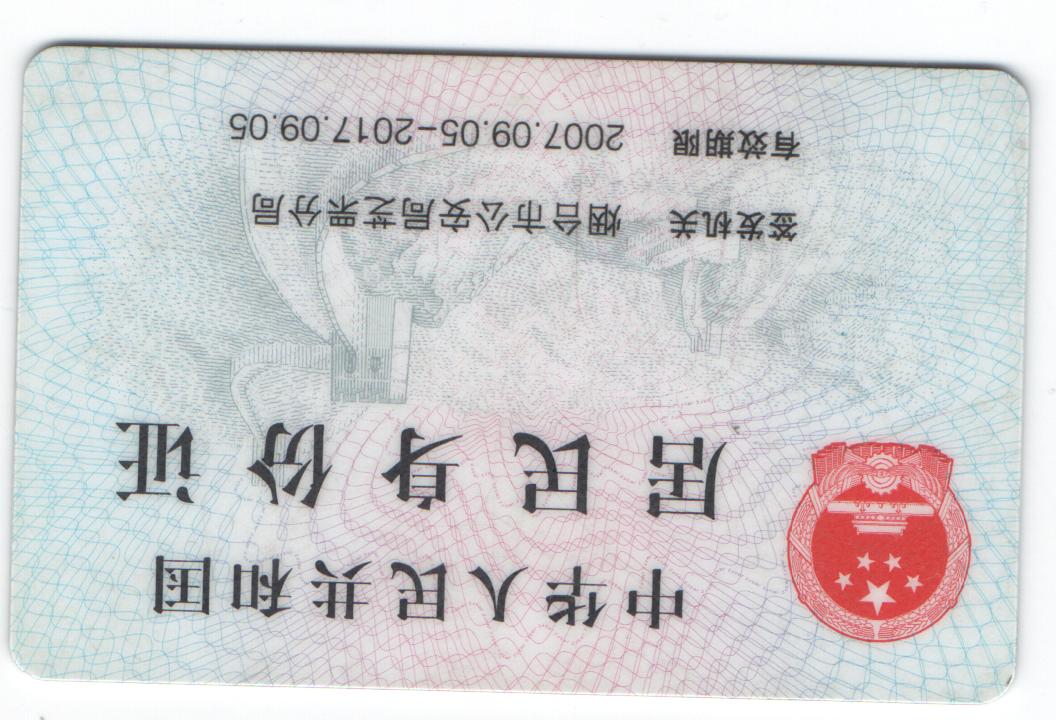 中华人民共和国
居民身份证
签发机关 烟台市公安局芝罘分局
有效期限 2007.09.05-2017.09.05